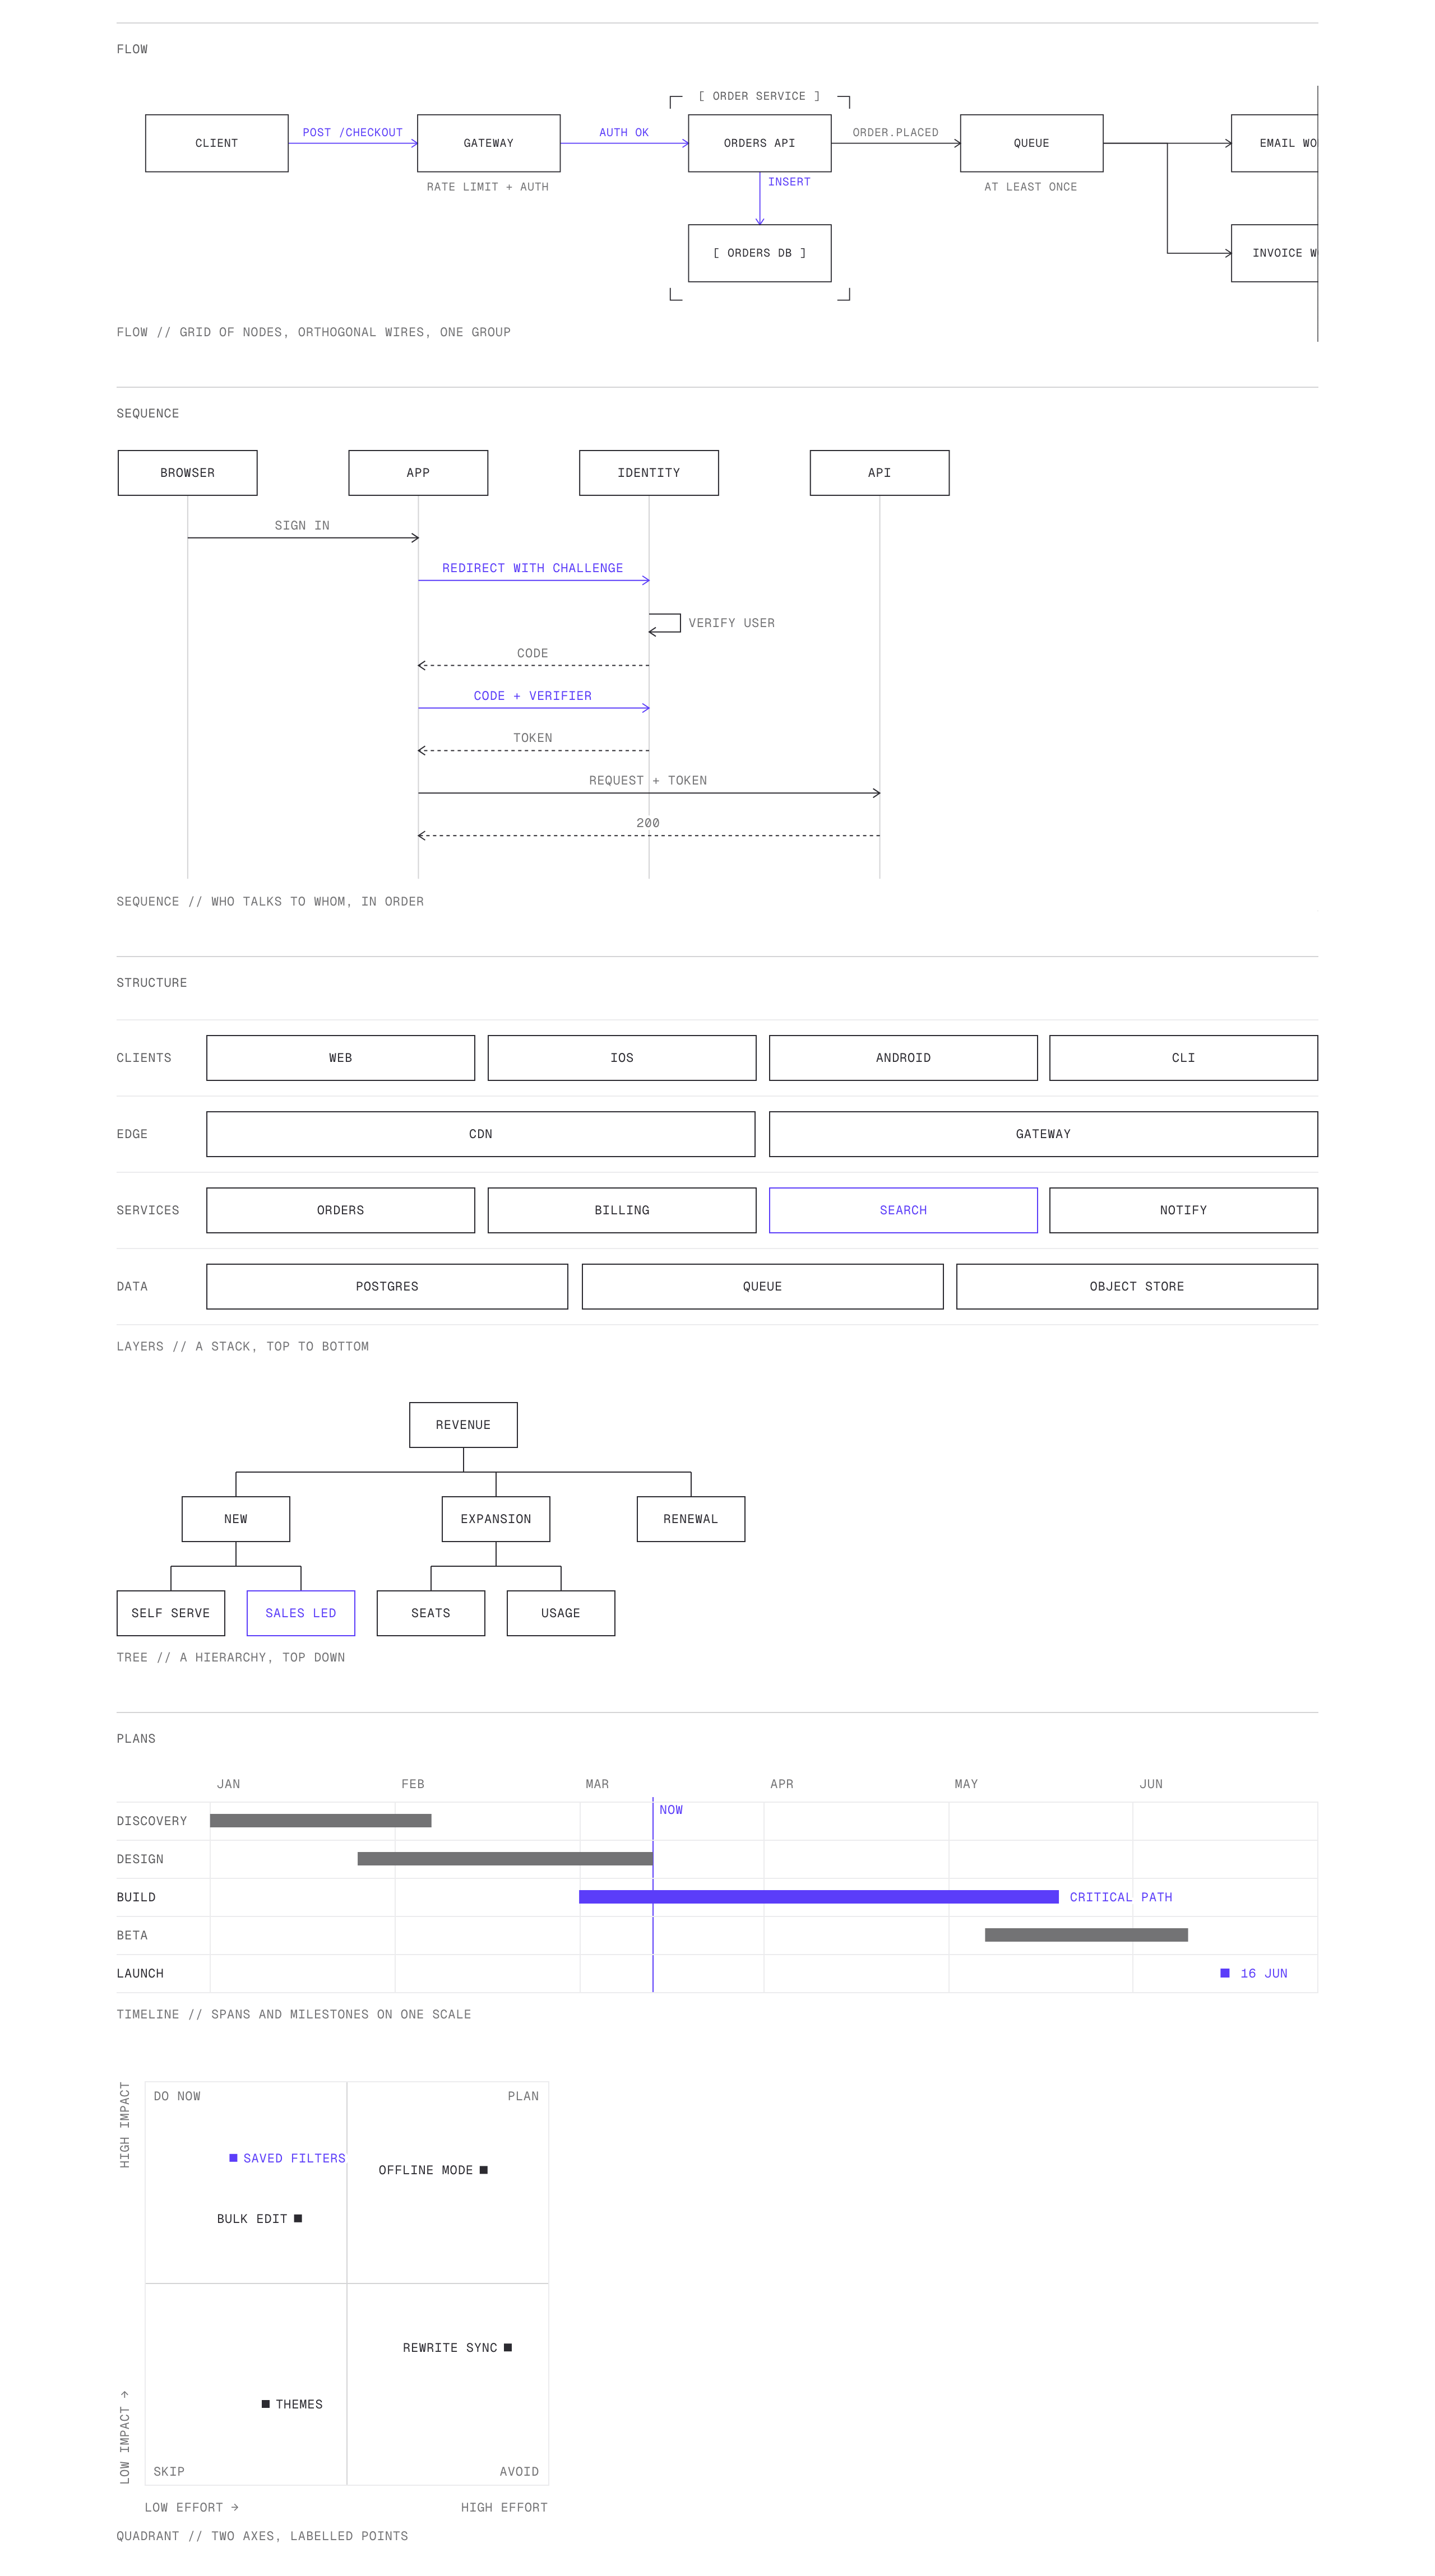 FLOW
[ ORDER SERVICE ]
POST /CHECKOUT
AUTH OK
ORDER.PLACED
CLIENT
GATEWAY
ORDERS API
QUEUE
EMAIL WO
RATE LIMIT + AUTH
INSERT
AT LEAST ONCE
[ ORDERS DB ]
INVOICE W
FLOW // GRID OF NODES, ORTHOGONAL WIRES, ONE GROUP
SEQUENCE
BROWSER
APP
IDENTITY
API
SIGN IN
REDIRECT WITH CHALLENGE
VERIFY USER
CODE
CODE + VERIFIER
TOKEN
REQUEST + TOKEN
200
SEQUENCE // WHO TALKS TO WHOM, IN ORDER
STRUCTURE
CLIENTS
WEB
IOS
ANDROID
CLI
EDGE
CDN
GATEWAY
SERVICES
ORDERS
BILLING
SEARCH
NOTIFY
DATA
POSTGRES
QUEUE
OBJECT STORE
LAYERS // A STACK, TOP TO BOTTOM
REVENUE
NEW
EXPANSION
RENEWAL
SELF SERVE
SALES LED
SEATS
USAGE
TREE // A HIERARCHY, TOP DOWN
PLANS
JAN
FEB
MAR
APR
MAY
JUN
NOW
DISCOVERY
DESIGN
BUILD
CRITICAL PATH
BETA
LAUNCH
16 JUN
TIMELINE // SPANS AND MILESTONES ON ONE SCALE
HIGH IMPACT
DO NOW
PLAN
SAVED FILTERS
OFFLINE MODE
BULK EDIT
REWRITE SYNC
THEMES
LOW IMPACT →
SKIP
AVOID
LOW EFFORT →
HIGH EFFORT
QUADRANT // TWO AXES, LABELLED POINTS